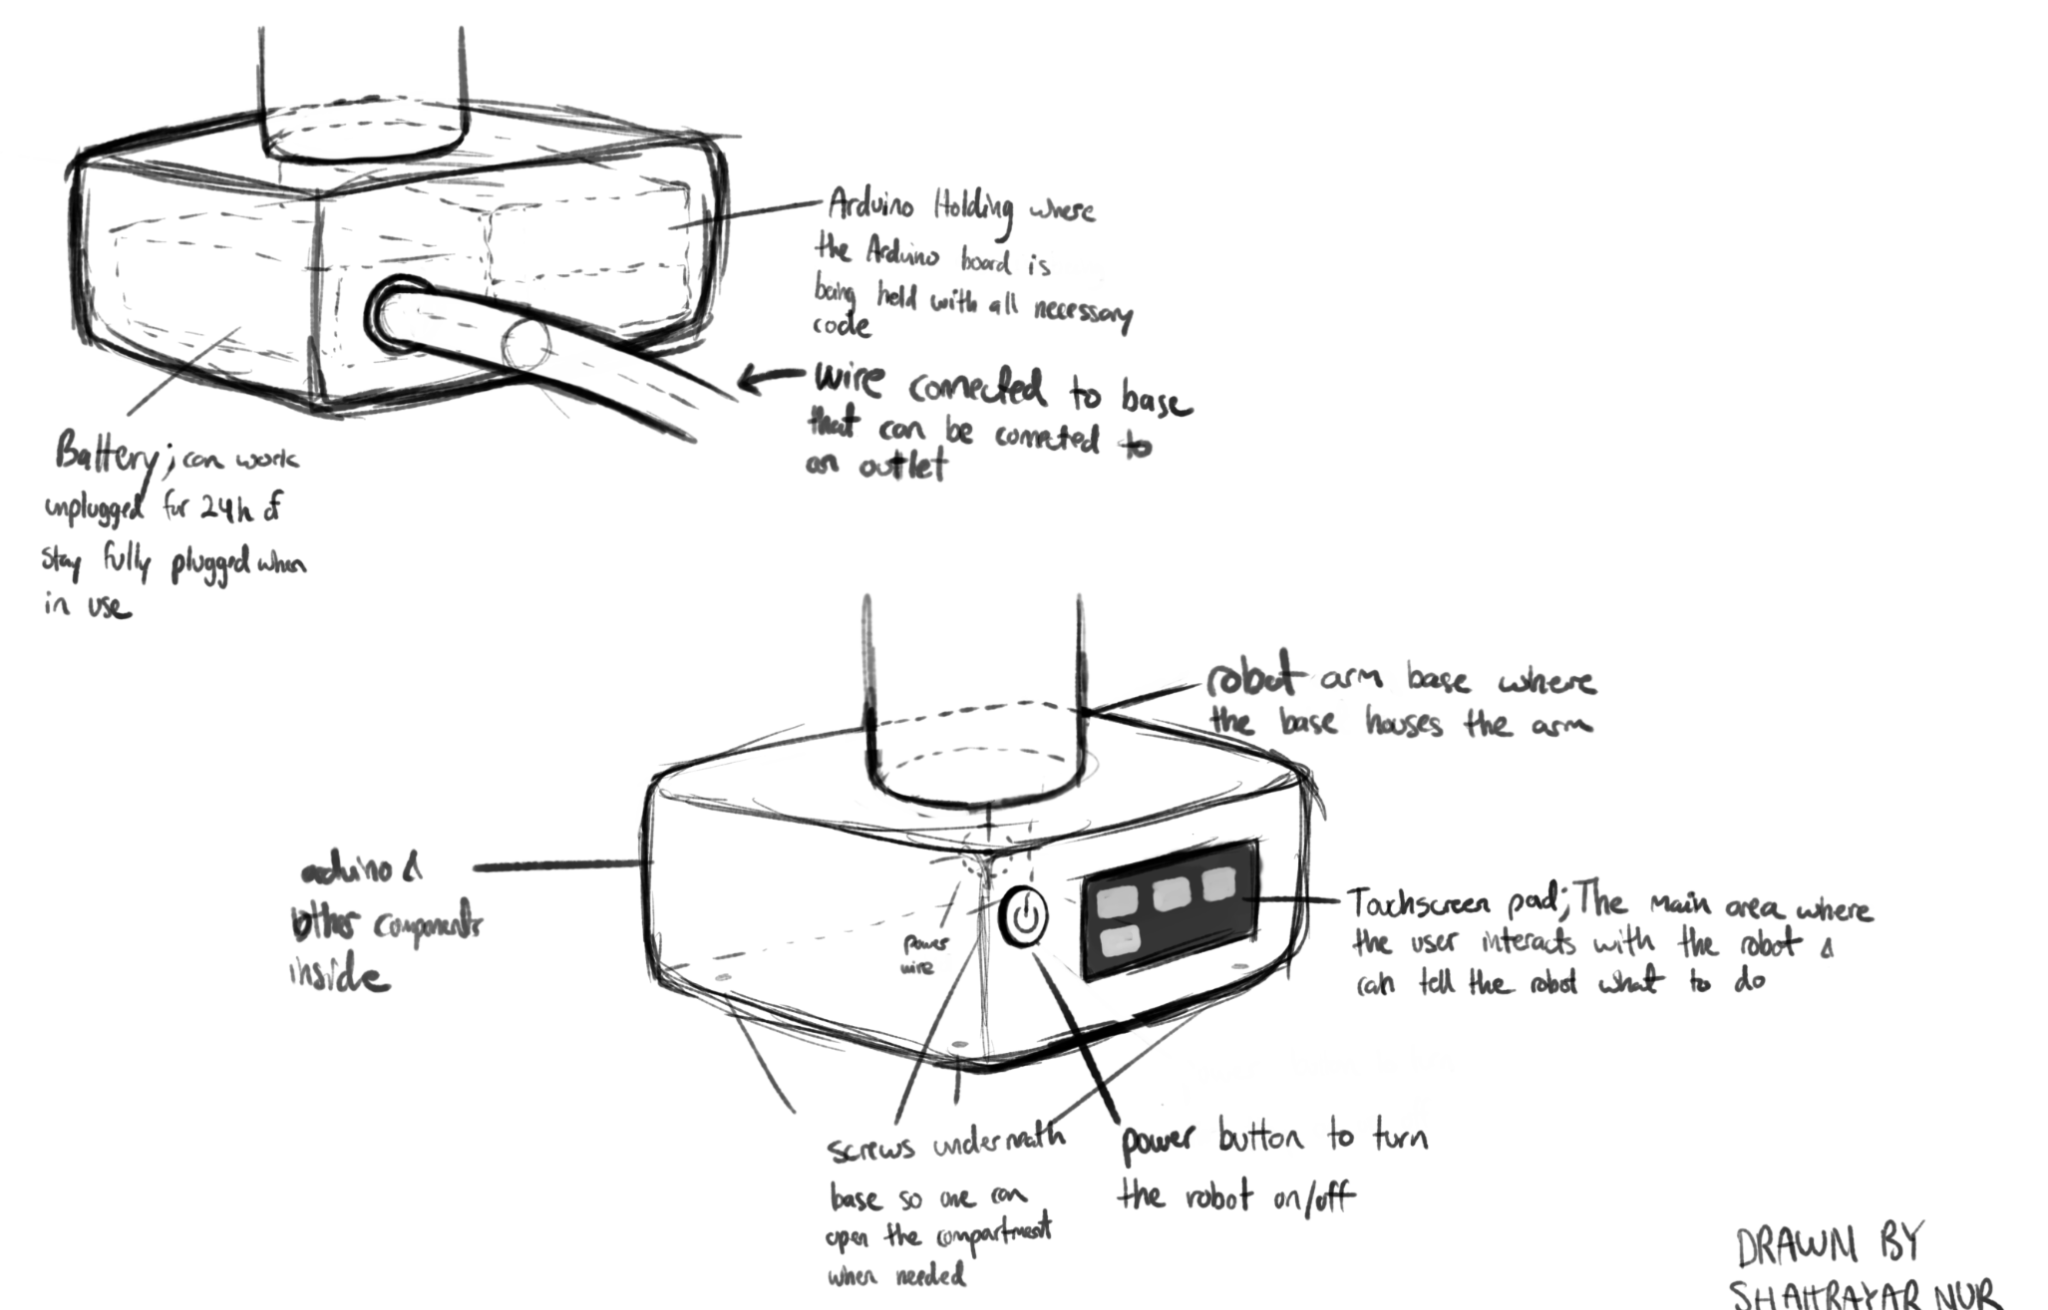 Arduino Holding where
the Arduino board is
being held with all necessary
code
wire connected to base
that can be connected to
an outlet
Battery; can work
unplugged for 24h of
stay fully plugged when
in use
robot arm base where
the base houses the arm
arduino &
other components
inside
power
wire
Touchscreen pad; The main area where
the user interacts with the robot &
can tell the robot what to do
screws underneath
base so one can
open the compartment
when needed
power button to turn
the robot on/off
DRAWN BY
SHAHRAYAR NUR